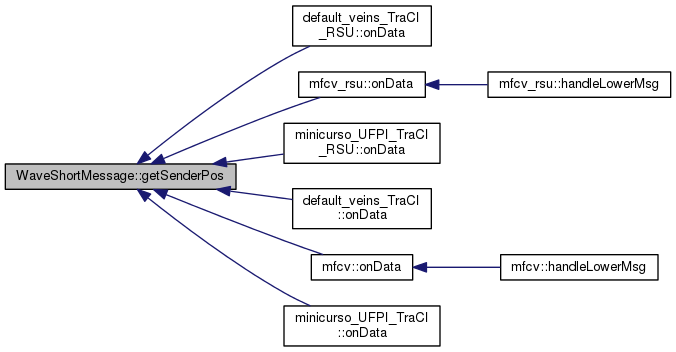 default_veins_TraCI
_RSU::onData
mfcv_rsu::onData
mfcv_rsu::handleLowerMsg
minicurso_UFPI_TraCI
_RSU::onData
WaveShortMessage::getSenderPos
default_veins_TraCI
::onData
mfcv::onData
mfcv::handleLowerMsg
minicurso_UFPI_TraCI
::onData